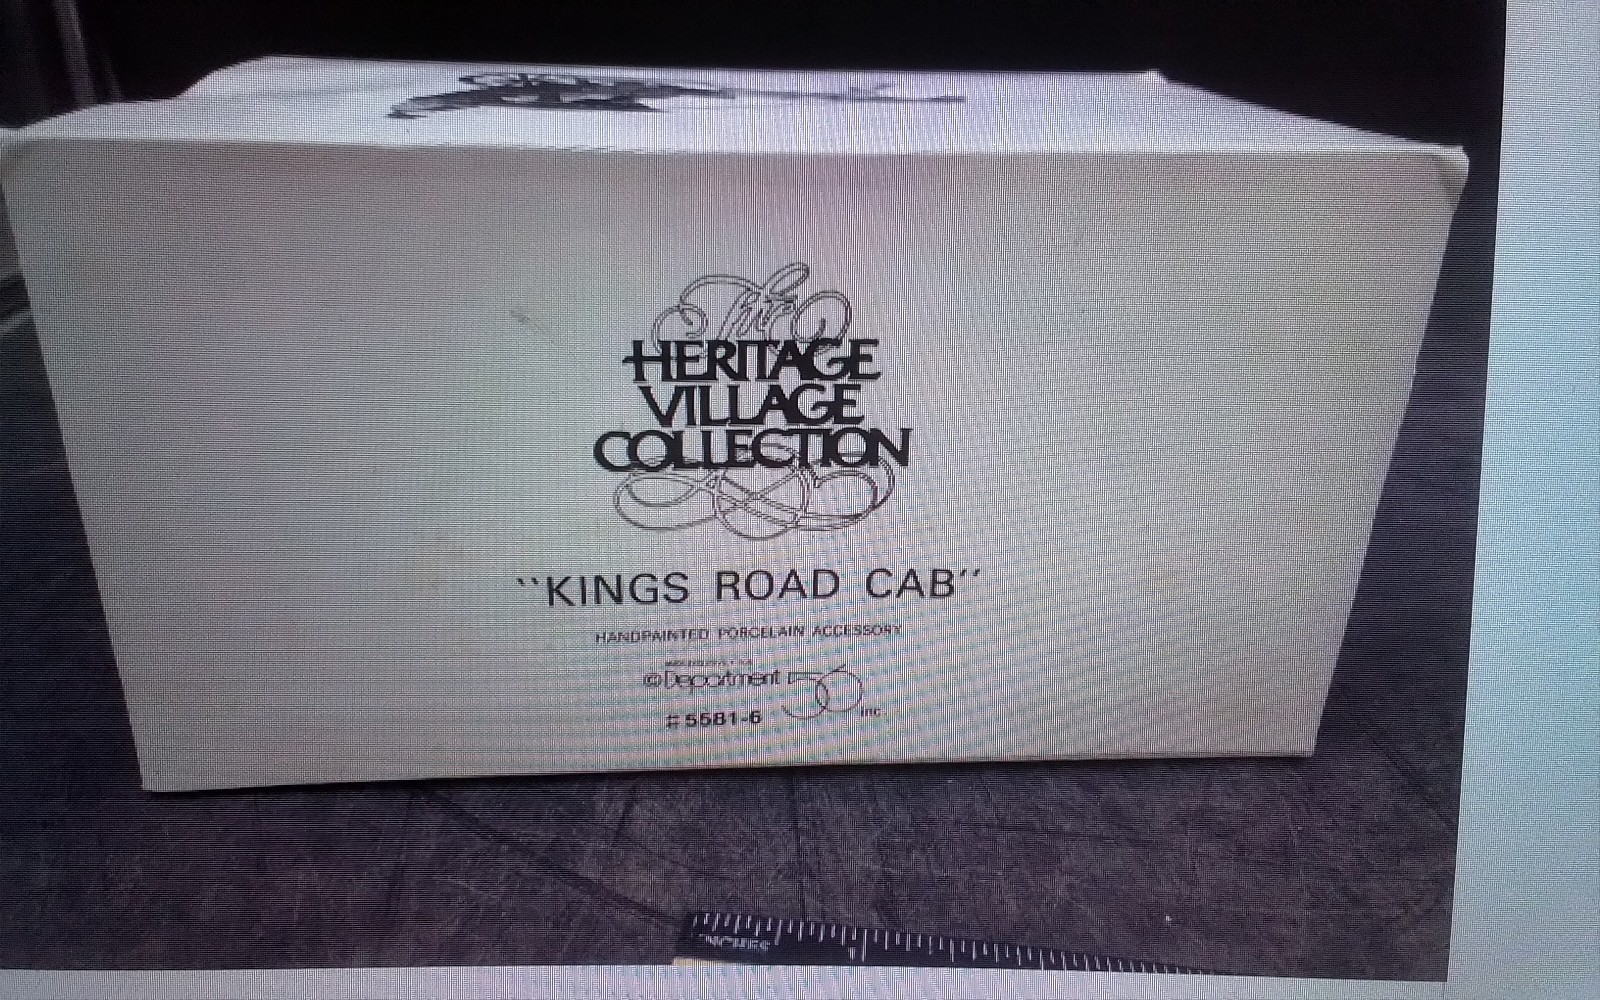 The
HERITAGE
VILLAGE
COLLECTION
"KINGS ROAD CAB"
HANDPAINTED PORCELAIN ACCESSORY
© Department 56 inc.
#5581-6
INCHES